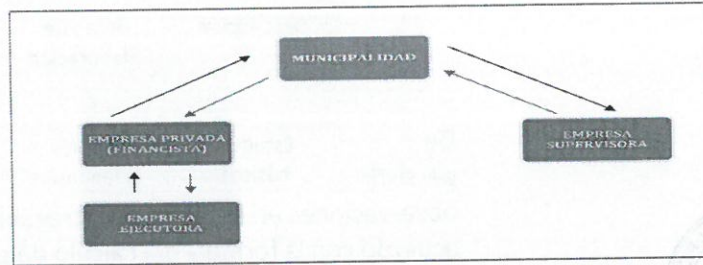 MUNICIPALIDAD
EMPRESA PRIVADA
(FINANCISTA)
EMPRESA
SUPERVISORA
EMPRESA
EJECUTORA